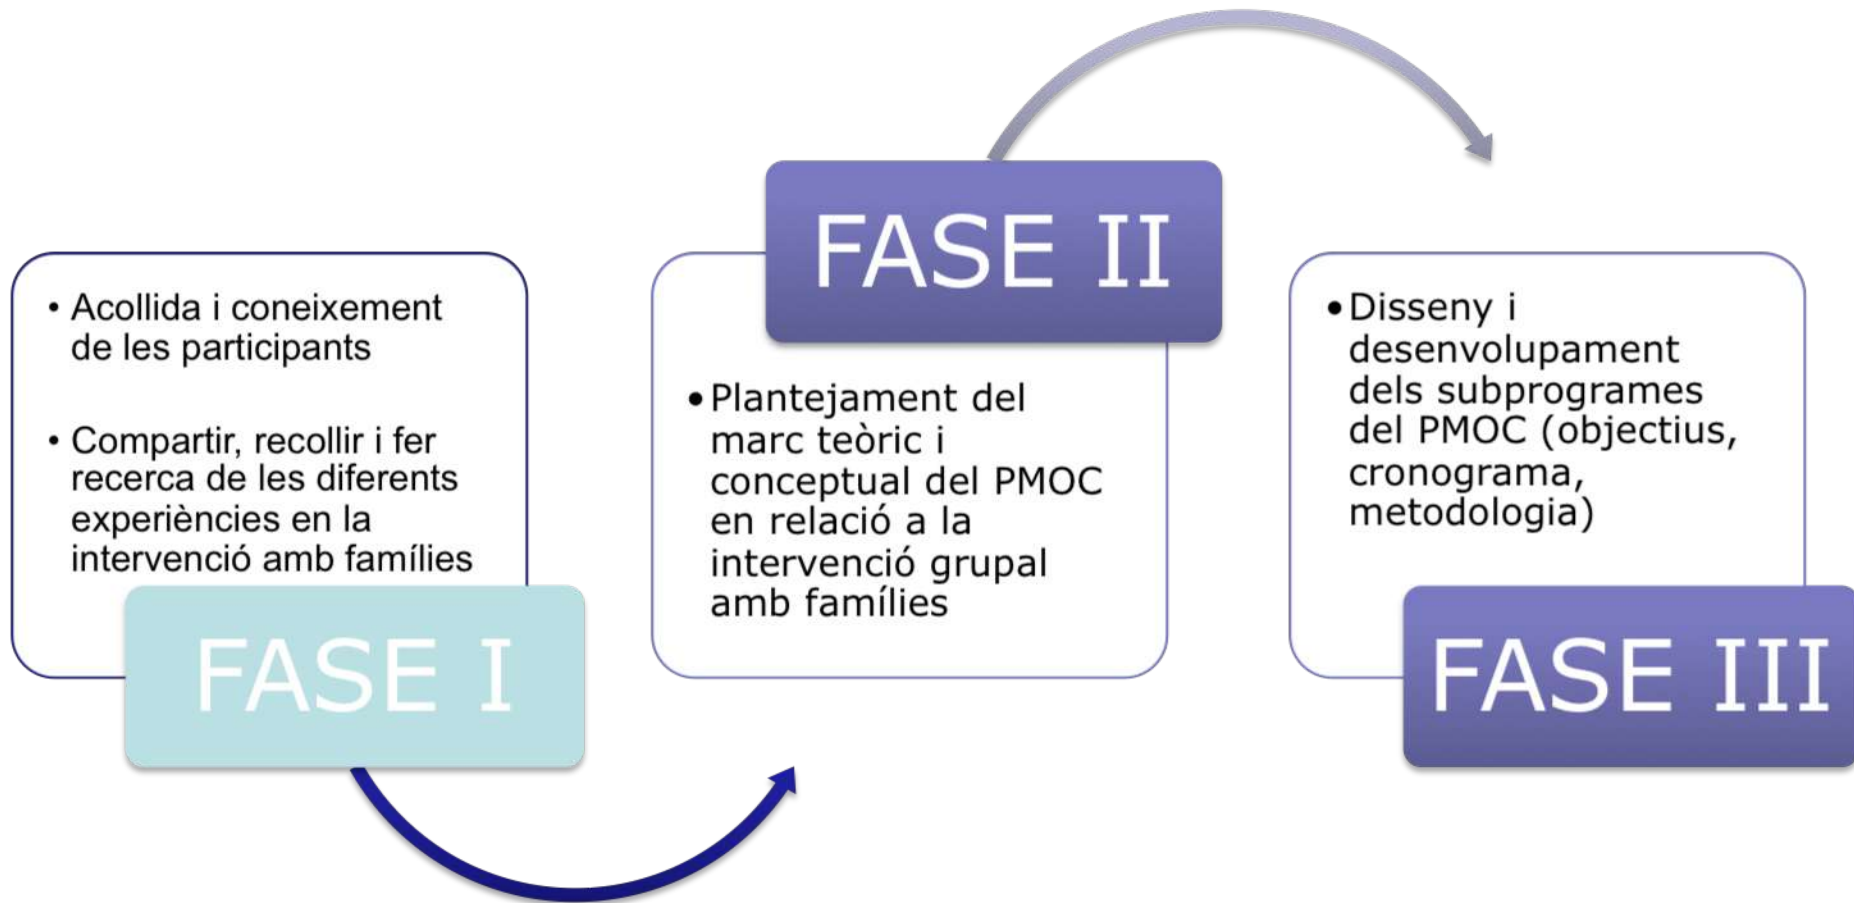 • Acollida i coneixement
de les participants
• Compartir, recollir i fer
recerca de les diferents
experiències en la
intervenció amb famílies
FASE I
FASE II
• Plantejament del
marc teòric i
conceptual del PMOC
en relació a la
intervenció grupal
amb famílies
• Disseny i
desenvolupament
dels subprogrames
del PMOC (objectius,
cronograma,
metodologia)
FASE III